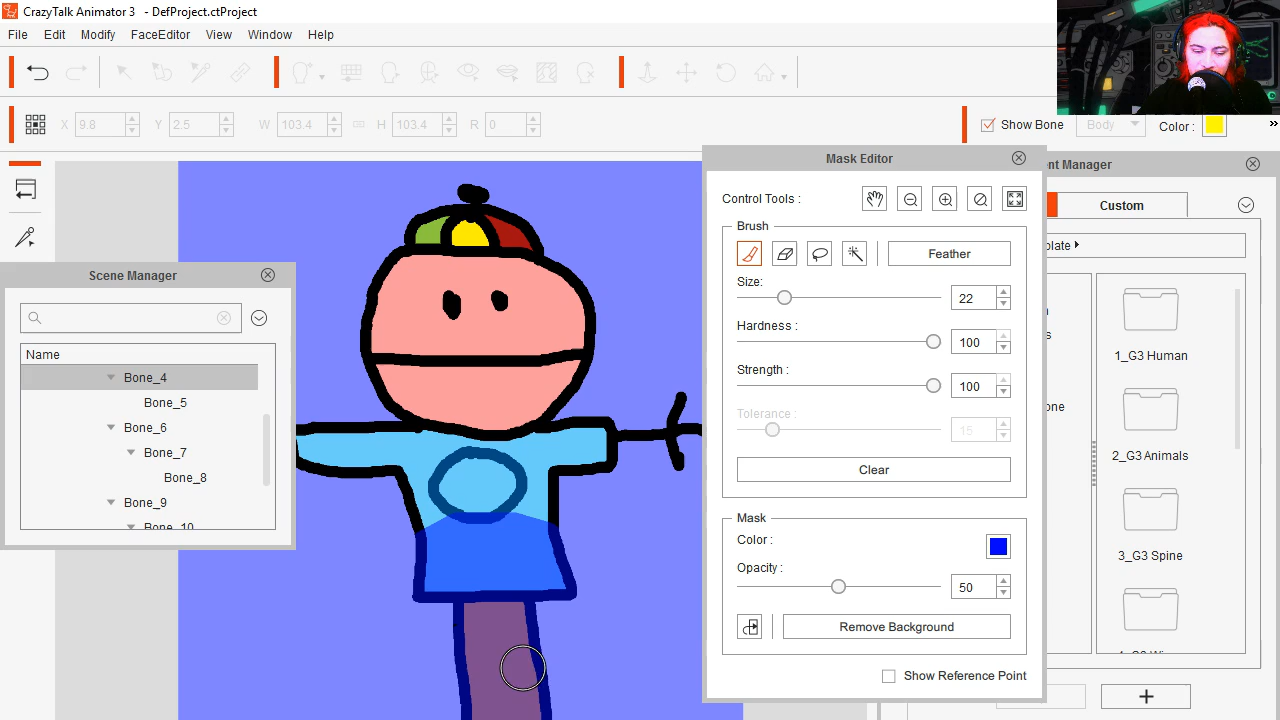 CrazyTalk Animator 3 - DefProject.ctProject
File Edit Modify FaceEditor View Window Help
X 9.8 Y 2.5 W 103.4 H 103.4 R 0 Show Bone Body Color :
Mask Editor
Control Tools :
Brush
Feather
Size:
22
Hardness :
100
Strength :
100
Tolerance :
15
Clear
Mask
Color :
Opacity :
50
Remove Background
Show Reference Point
Scene Manager
Name
Bone_4
Bone_5
Bone_6
Bone_7
Bone_8
Bone_9
Bone_10
Manager
Custom
1_G3 Human
2_G3 Animals
3_G3 Spine